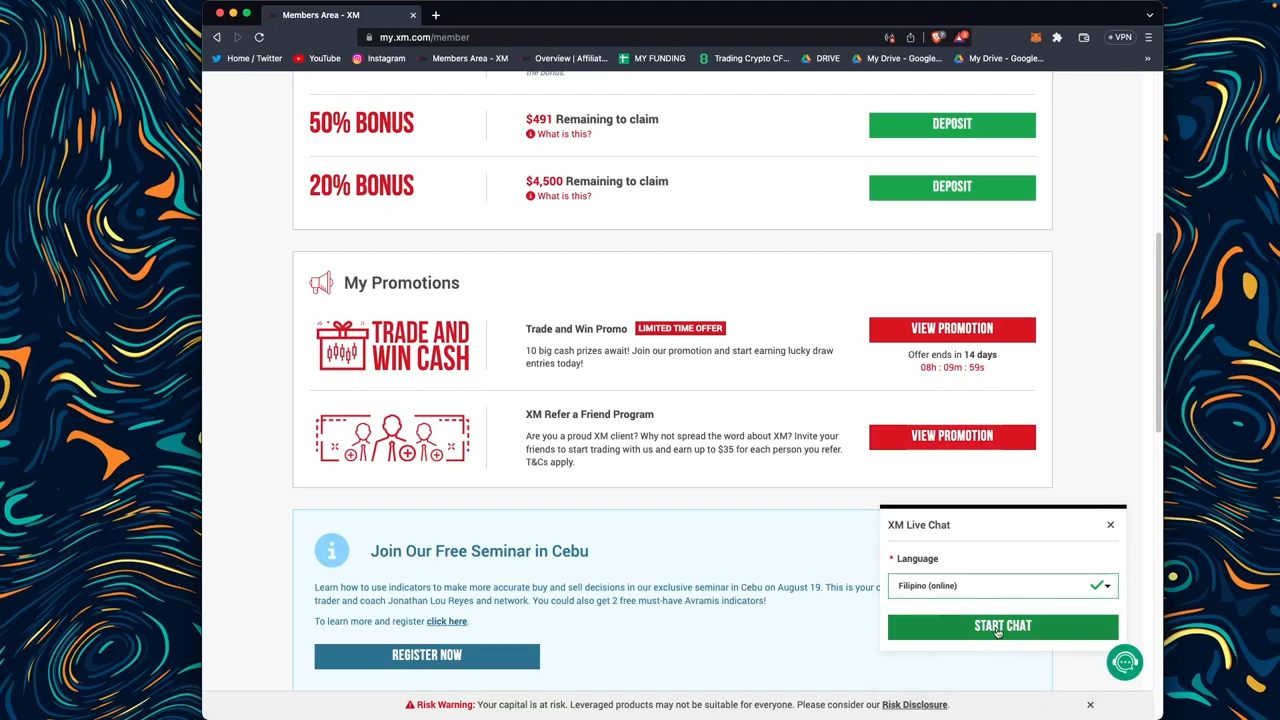 Members Area - XM
my.xm.com/member
VPN
Home / Twitter
YouTube
Instagram
Members Area - XM
Overview | Affiliat...
MY FUNDING
Trading Crypto CF...
DRIVE
My Drive - Google...
My Drive - Google...
the bonus.
50% BONUS
$491 Remaining to claim
What is this?
DEPOSIT
20% BONUS
$4,500 Remaining to claim
What is this?
DEPOSIT
My Promotions
TRADE AND
WIN CASH
Trade and Win Promo LIMITED TIME OFFER
10 big cash prizes await! Join our promotion and start earning lucky draw
entries today!
VIEW PROMOTION
Offer ends in 14 days
08h : 09m : 59s
XM Refer a Friend Program
Are you a proud XM client? Why not spread the word about XM? Invite your
friends to start trading with us and earn up to $35 for each person you refer.
T&Cs apply.
VIEW PROMOTION
Join Our Free Seminar in Cebu
Learn how to use indicators to make more accurate buy and sell decisions in our exclusive seminar in Cebu on August 19. This is your c
trader and coach Jonathan Lou Reyes and network. You could also get 2 free must-have Avramis indicators!
To learn more and register click here.
REGISTER NOW
XM Live Chat
* Language
Filipino (online)
START CHAT
Risk Warning: Your capital is at risk. Leveraged products may not be suitable for everyone. Please consider our Risk Disclosure.